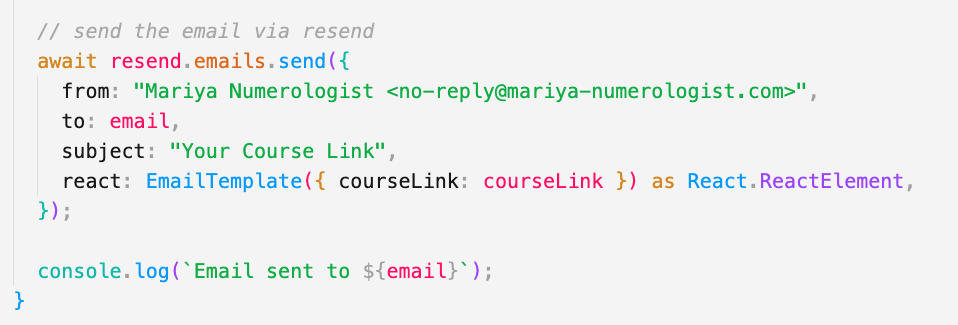 // send the email via resend
await resend.emails.send({
from: "Mariya Numerologist <no-reply@mariya-numerologist.com>",
to: email,
subject: "Your Course Link",
react: EmailTemplate({ courseLink: courseLink }) as React.ReactElement,
});
console.log(`Email sent to ${email}`);
}